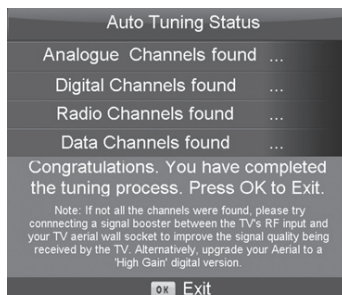 Auto Tuning Status
Analogue Channels found ...
Digital Channels found ...
Radio Channels found ...
Data Channels found ...
Congratulations. You have completed
the tuning process. Press OK to Exit.
Note: If not all the channels were found, please try
connnecting a signal booster between the TV's RF input and
your TV aerial wall socket to improve the signal quality being
received by the TV. Alternatively, upgrade your Aerial to a
'High Gain' digital version.
OK Exit